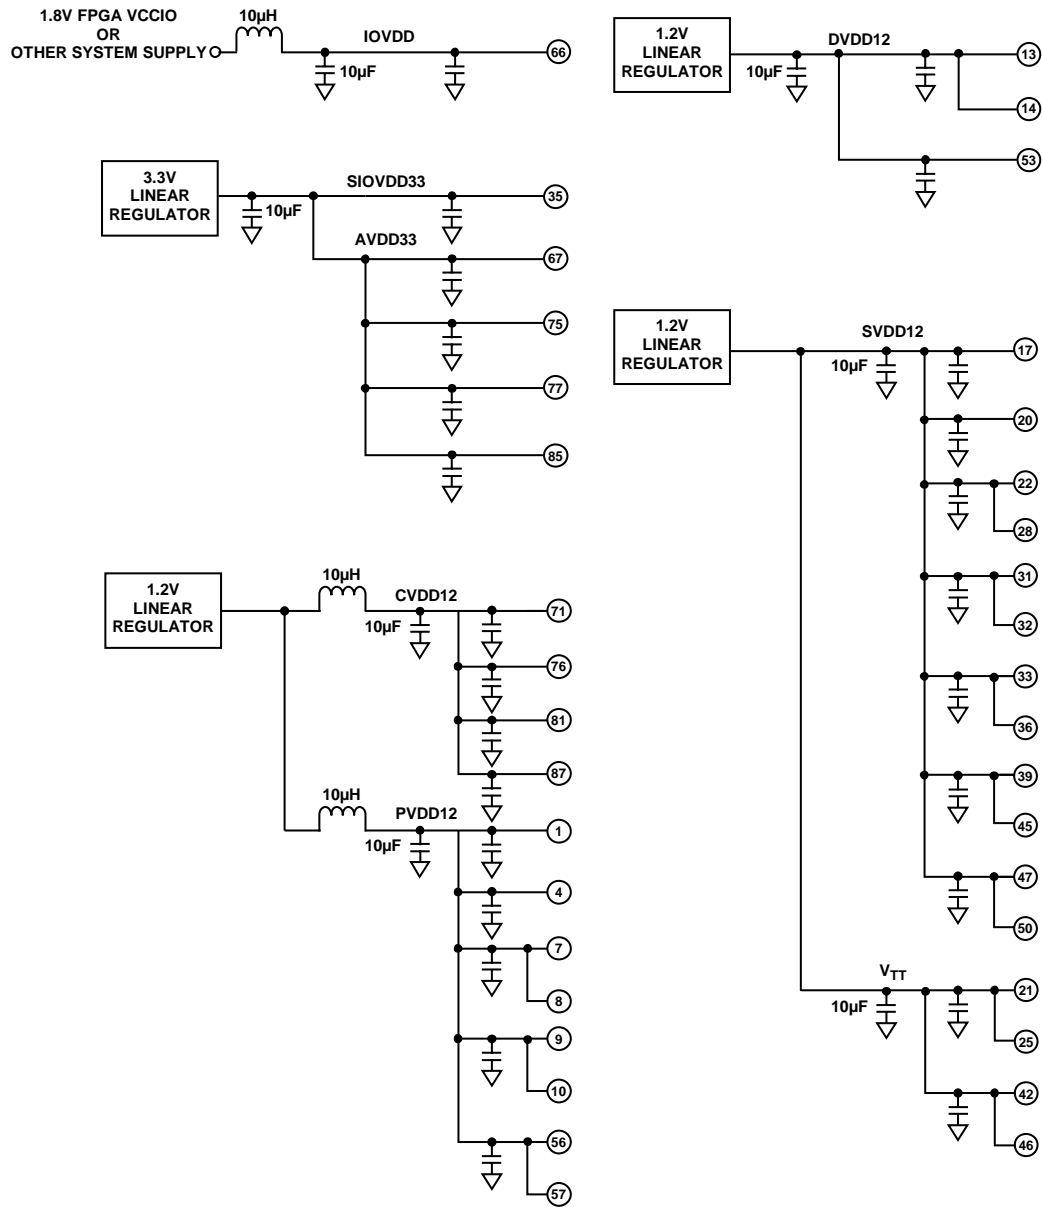 1.8V FPGA VCCIO
OR
OTHER SYSTEM SUPPLY
10µH
IOVDD
10µF
66
3.3V
LINEAR
REGULATOR
10µF
SIOVDD33
35
AVDD33
67
75
77
85
1.2V
LINEAR
REGULATOR
10µH
CVDD12
10µF
71
76
81
87
10µH
PVDD12
10µF
1
4
7
8
9
10
56
57
1.2V
LINEAR
REGULATOR
10µF
DVDD12
13
14
53
1.2V
LINEAR
REGULATOR
SVDD12
10µF
17
20
22
28
31
32
33
36
39
45
47
50
VTT
10µF
21
25
42
46